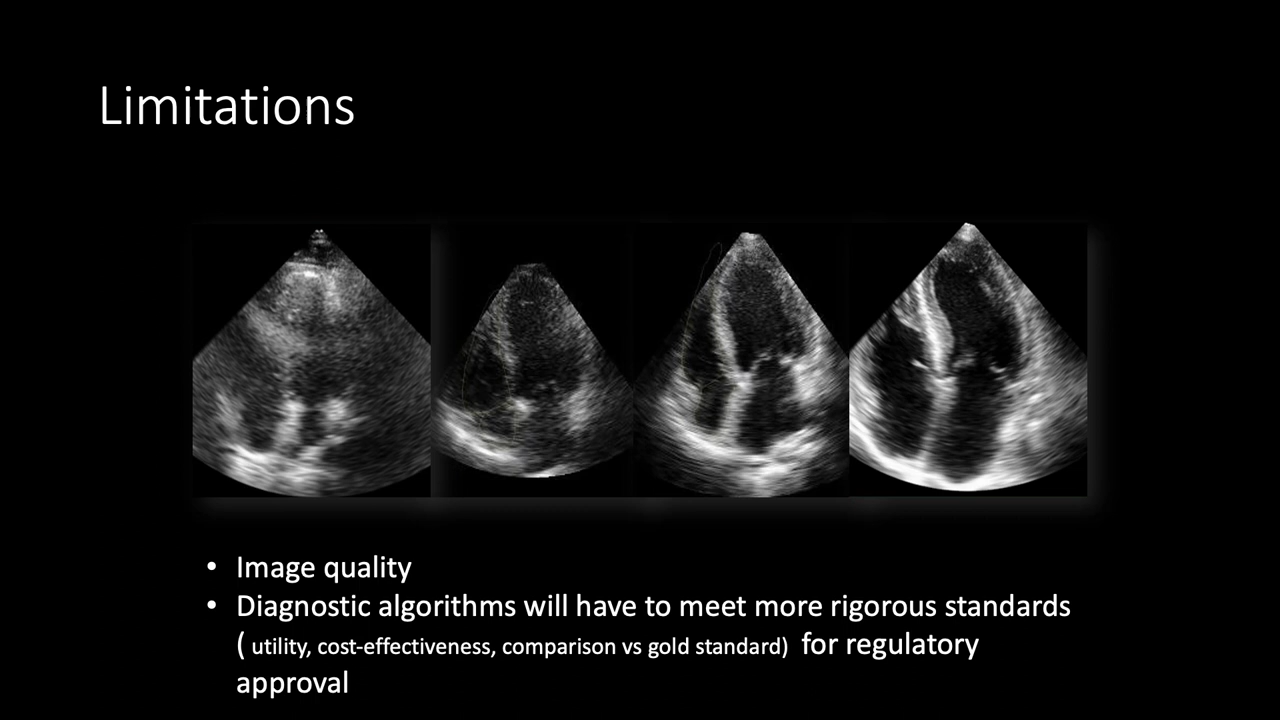 Limitations
• Image quality
• Diagnostic algorithms will have to meet more rigorous standards
( utility, cost-effectiveness, comparison vs gold standard) for regulatory
approval